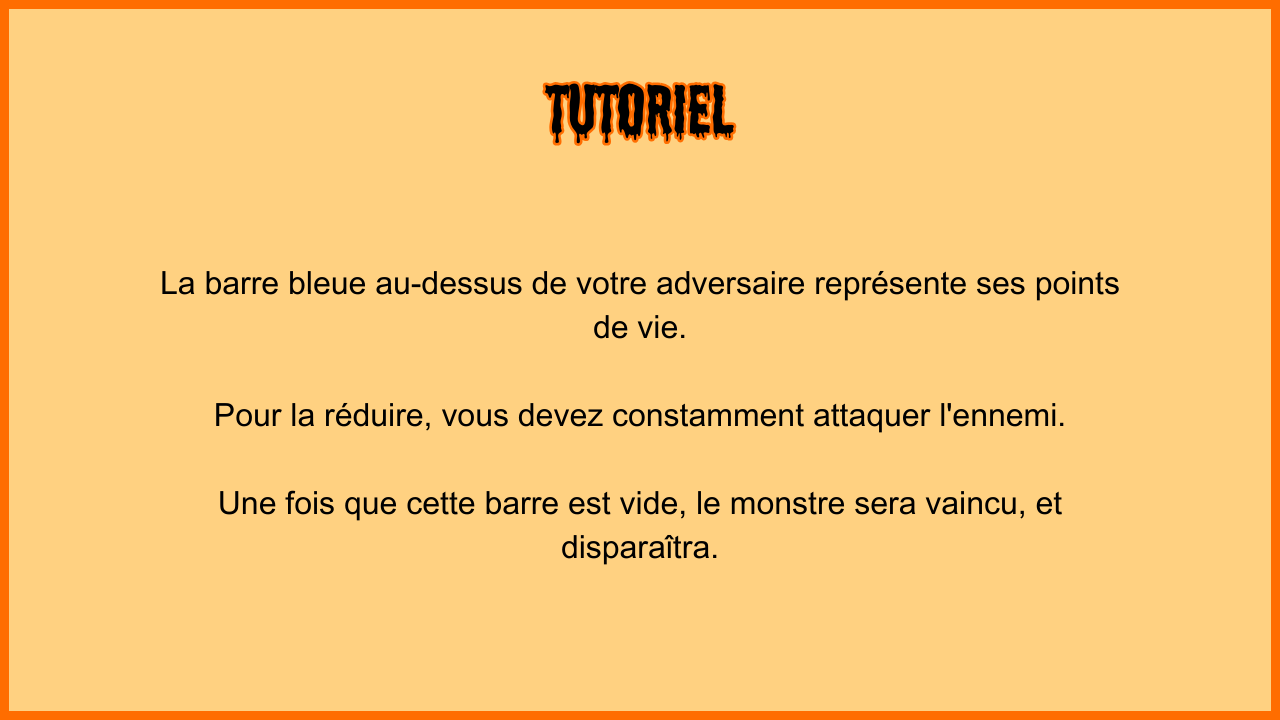 TUTORIEL
La barre bleue au-dessus de votre adversaire représente ses points
de vie.
Pour la réduire, vous devez constamment attaquer l'ennemi.
Une fois que cette barre est vide, le monstre sera vaincu, et
disparaîtra.